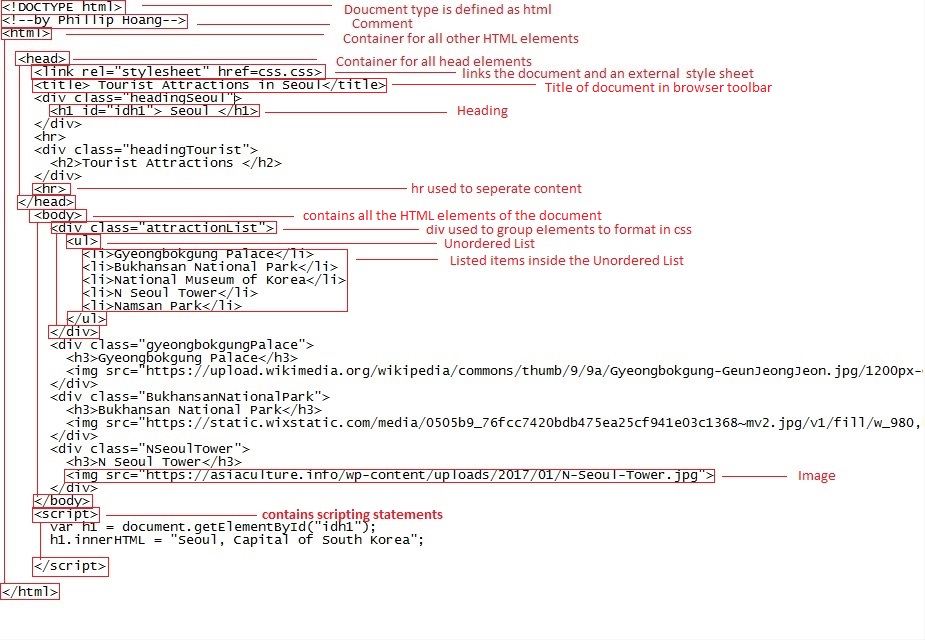 <!DOCTYPE html> Doucment type is defined as html
<!--by Phillip Hoang--> Comment
<html> Container for all other HTML elements
<head> Container for all head elements
<link rel="stylesheet" href=css.css> links the document and an external style sheet
<title> Tourist Attractions in Seoul</title> Title of document in browser toolbar
<div class="headingSeoul">
<h1 id="idh1"> Seoul </h1> Heading
</div>
<hr>
<div class="headingTourist">
<h2>Tourist Attractions </h2>
</div>
<hr> hr used to seperate content
</head>
<body> contains all the HTML elements of the document
<div class="attractionList"> div used to group elements to format in css
<ul> Unordered List
<li>Gyeongbokgung Palace</li>
<li>Bukhansan National Park</li> Listed items inside the Unordered List
<li>National Museum of Korea</li>
<li>N Seoul Tower</li>
<li>Namsan Park</li>
</ul>
</div>
<div class="gyeongbokgungPalace">
<h3>Gyeongbokgung Palace</h3>
<img src="https://upload.wikimedia.org/wikipedia/commons/thumb/9/9a/Gyeongbokgung-GeunJeongJeon.jpg/1200px-
</div>
<div class="BukhansanNationalPark">
<h3>Bukhansan National Park</h3>
<img src="https://static.wixstatic.com/media/0505b9_76fcc7420bdb475ea25cf941e03c1368~mv2.jpg/v1/fill/w_980,
</div>
<div class="NSeoulTower">
<h3>N Seoul Tower</h3>
<img src="https://asiaculture.info/wp-content/uploads/2017/01/N-Seoul-Tower.jpg"> Image
</div>
</body>
<script> contains scripting statements
var h1 = document.getElementById("idh1");
h1.innerHTML = "Seoul, Capital of South Korea";
</script>
</html>